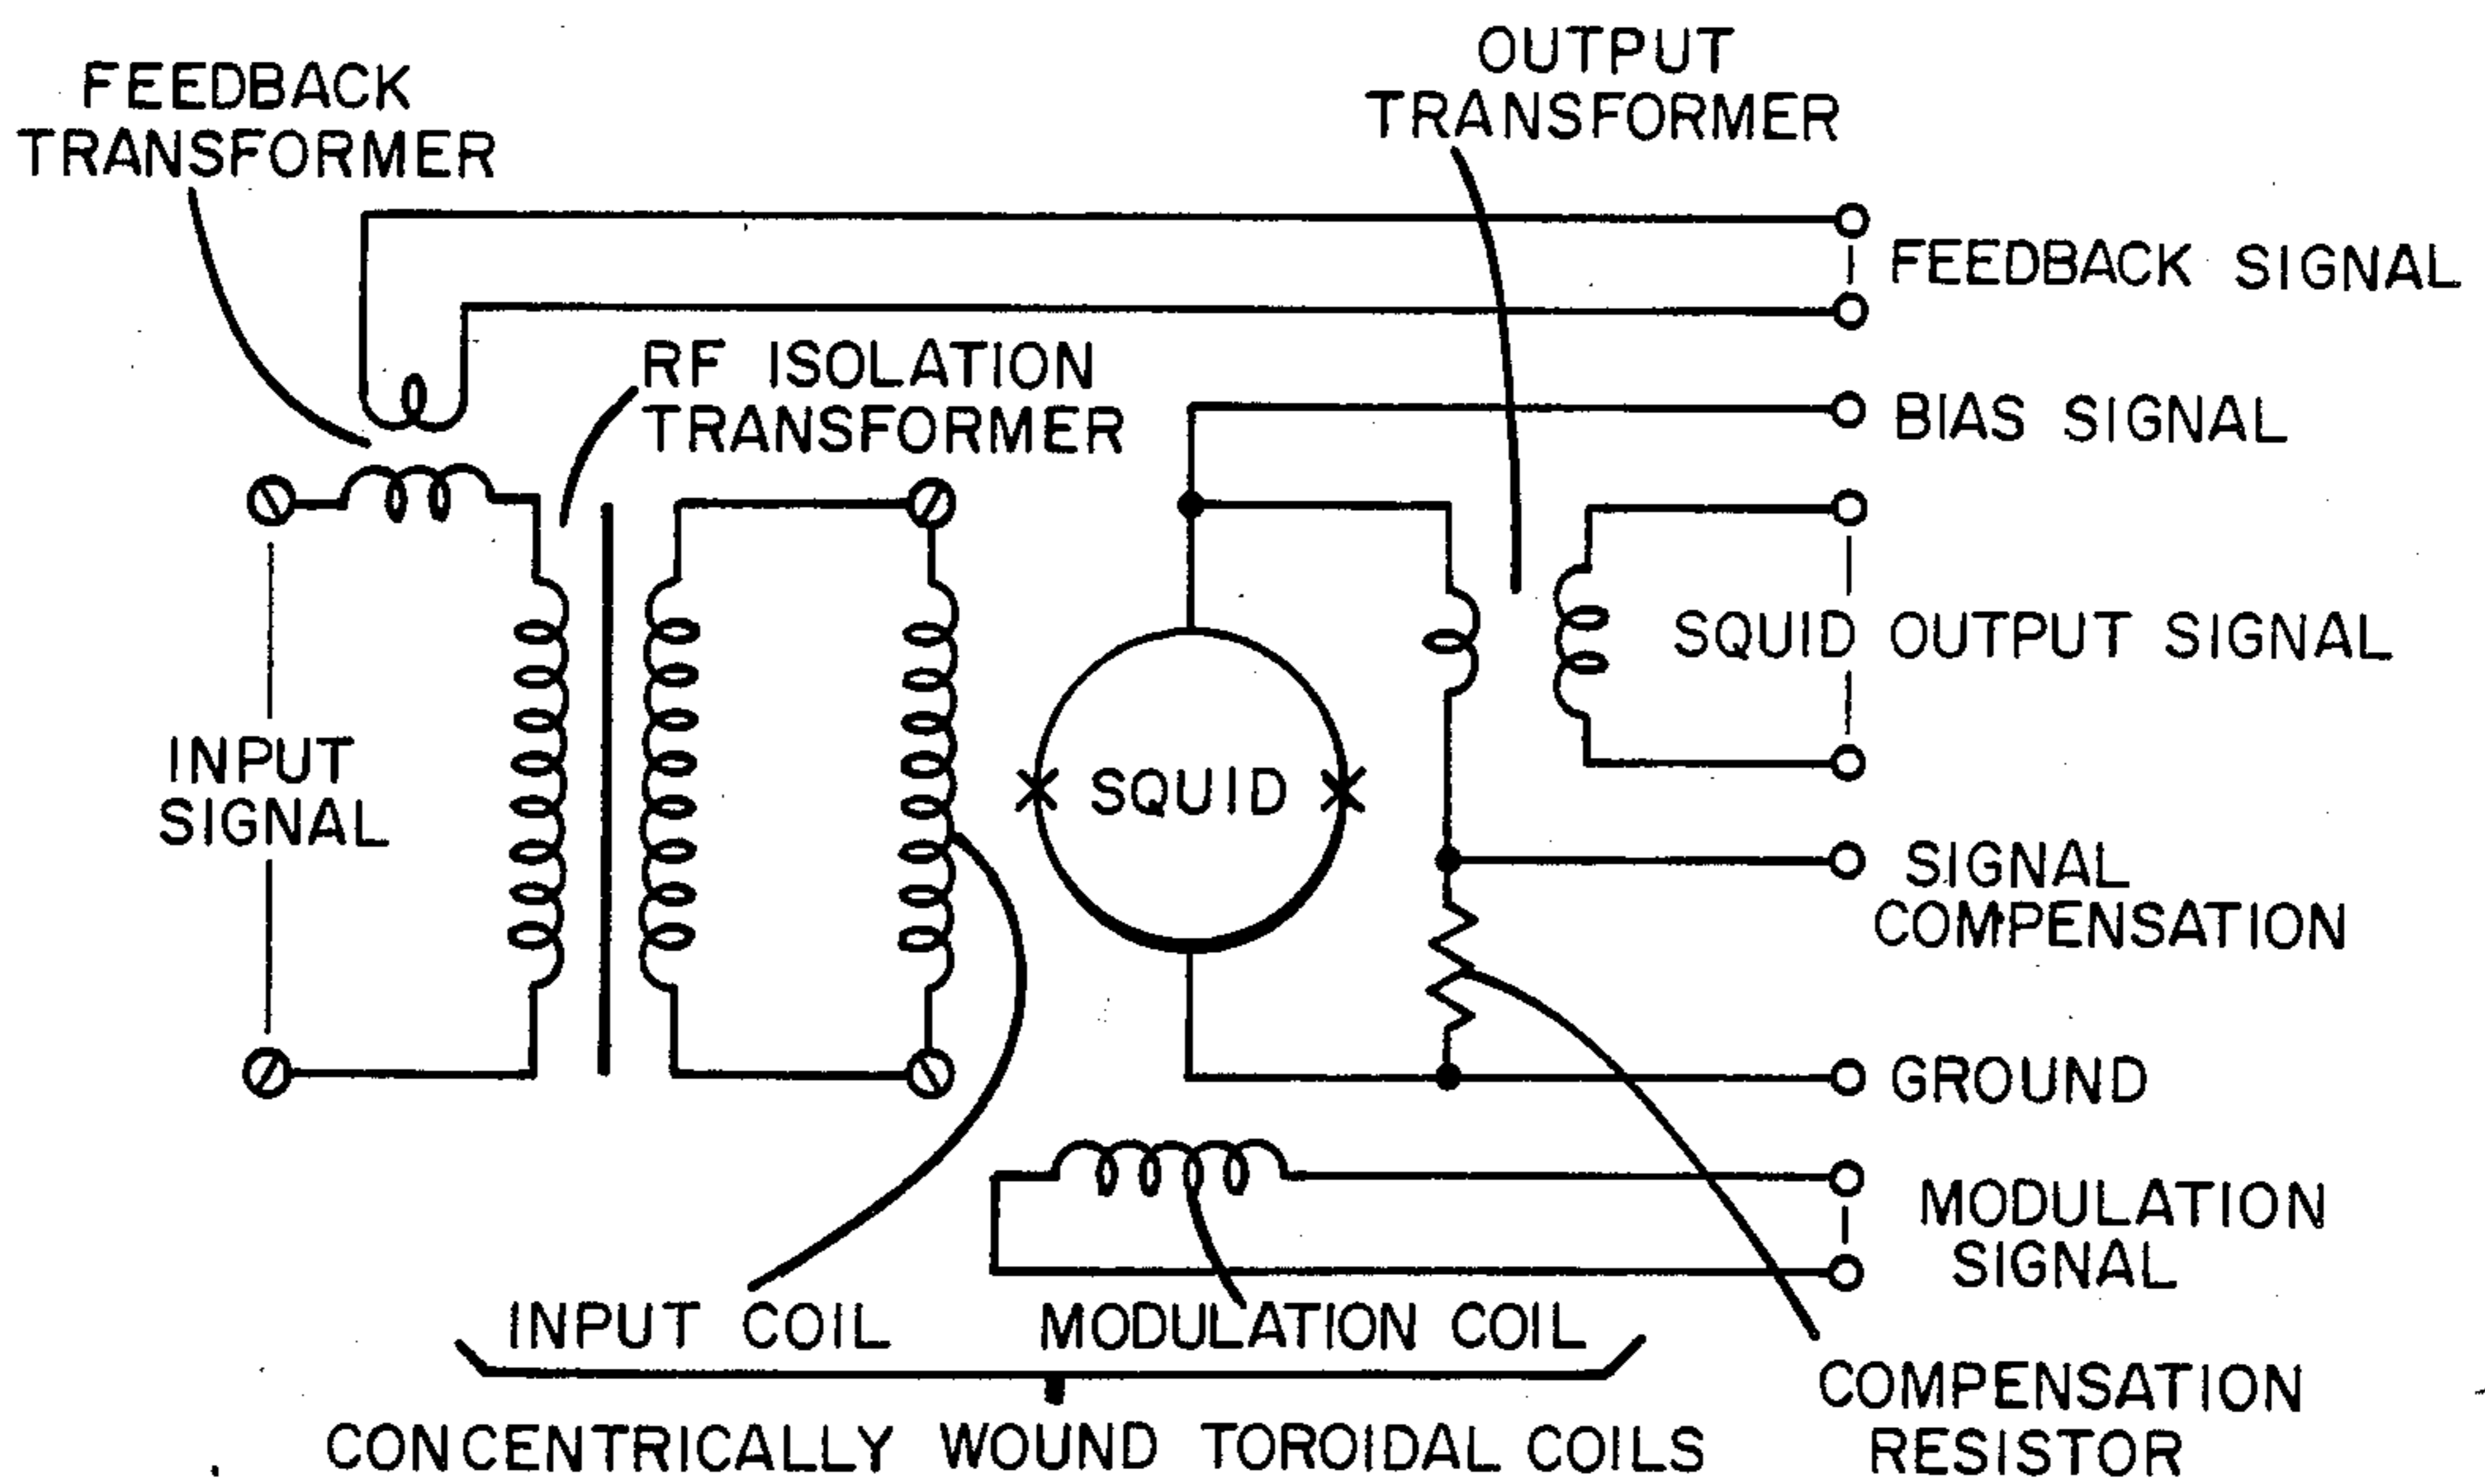 OUTPUT
TRANSFORMER
FEEDBACK
TRANSFORMER
FEEDBACK SIGNAL
RF ISOLATION
TRANSFORMER
BIAS SIGNAL
SQUID OUTPUT SIGNAL
INPUT
SIGNAL
SQUID
SIGNAL
COMPENSATION
GROUND
MODULATION
SIGNAL
INPUT COIL
MODULATION COIL
CONCENTRICALLY WOUND TOROIDAL COILS
COMPENSATION
RESISTOR